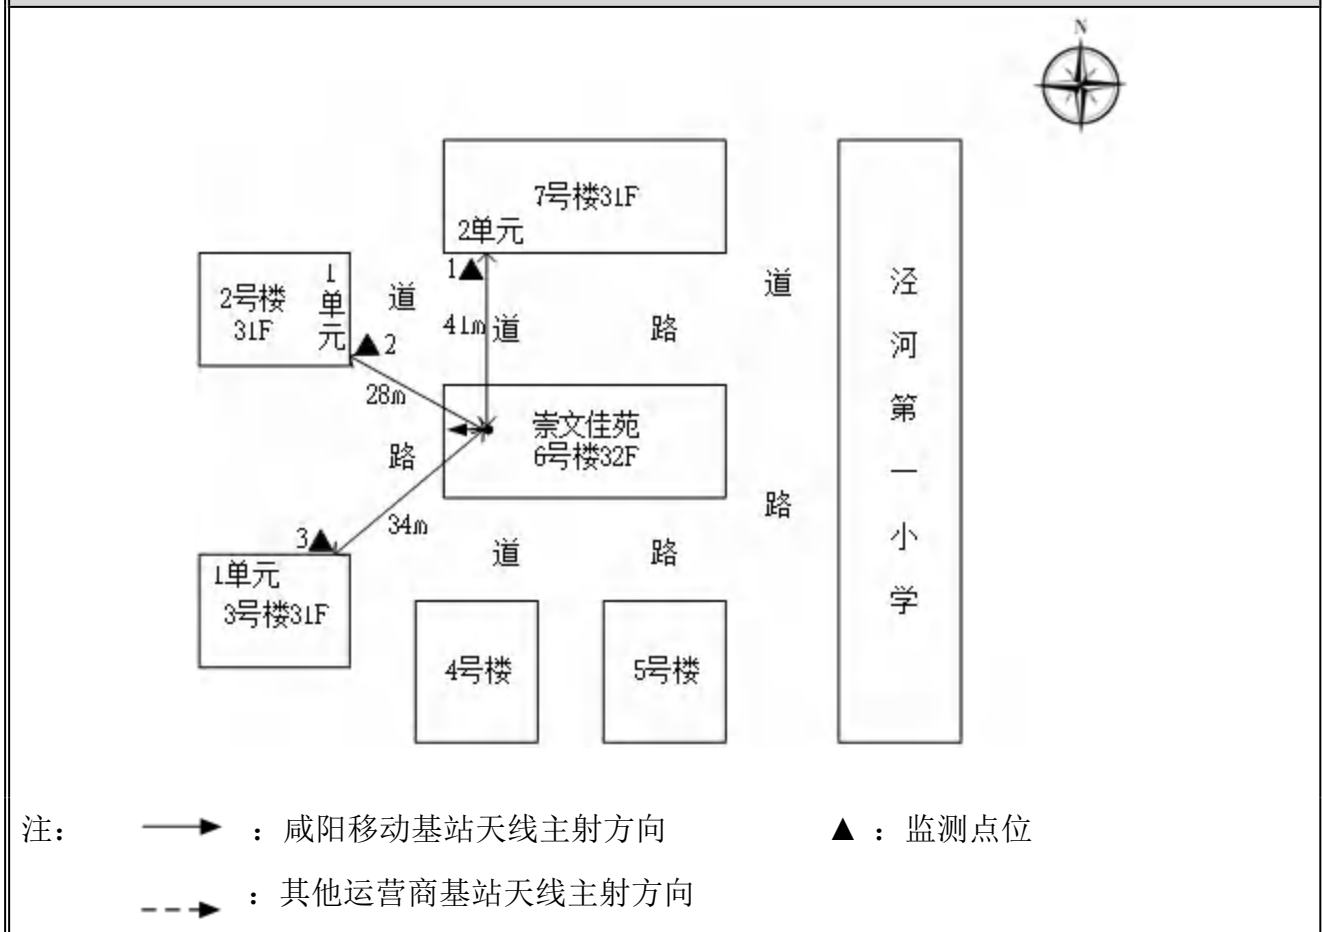 N
7号楼31F
2单元
1
2号楼
31F
1单元
2
道
41m
道
路
道
28m
崇文佳苑
6号楼32F
路
路
34m
3
道
路
1单元
3号楼31F
4号楼
5号楼
泾河第一小学
注：
：咸阳移动基站天线主射方向
▲：监测点位
：其他运营商基站天线主射方向